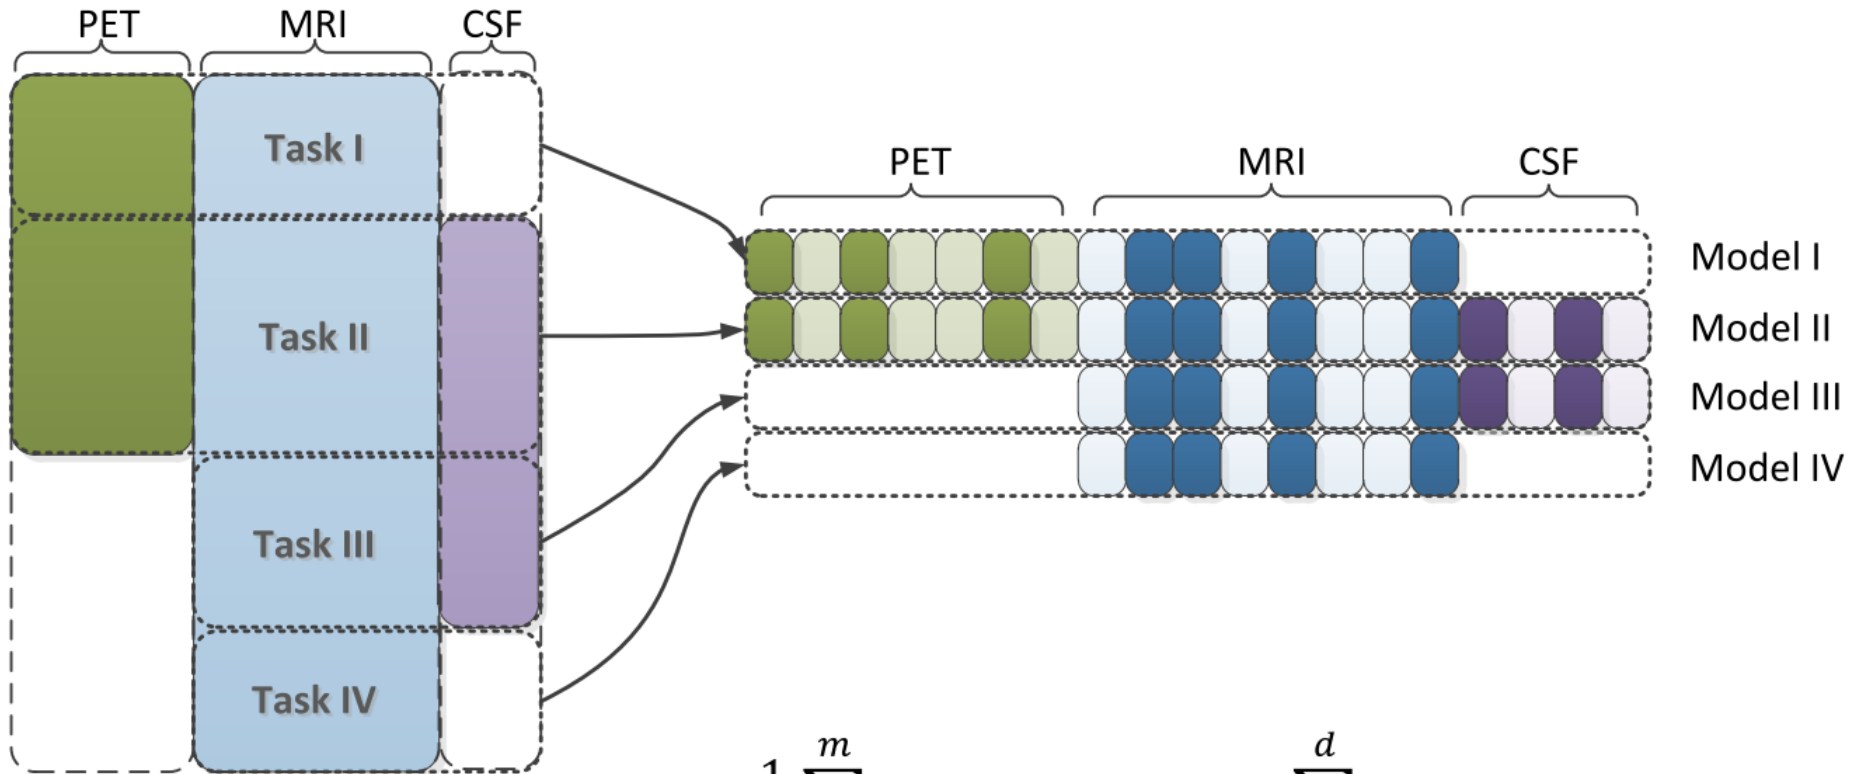 PET MRI CSF
Task I
Task II
Task III
Task IV
PET MRI CSF
Model I
Model II
Model III
Model IV
m d
1